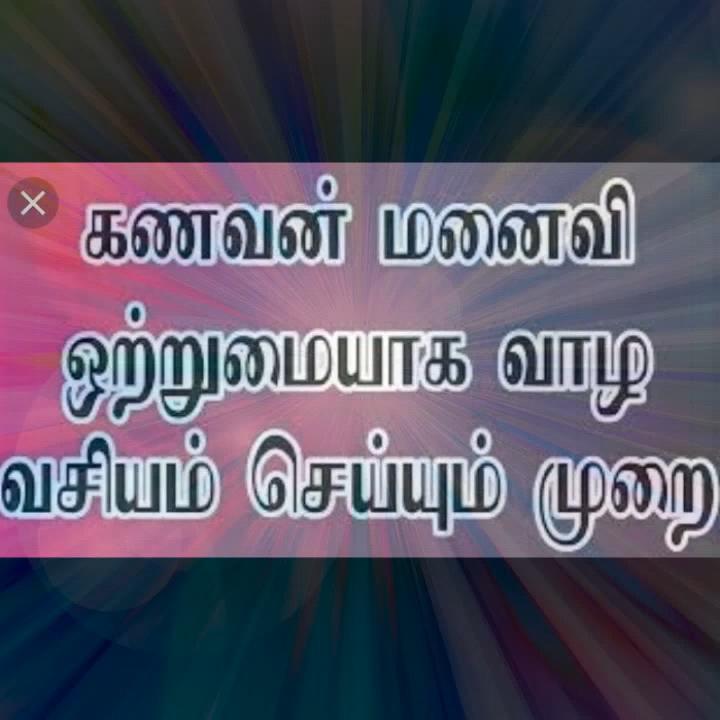 கணவன் மனைவி
ஒற்றுமையாக வாழ
வசியம் செய்யும் முறை